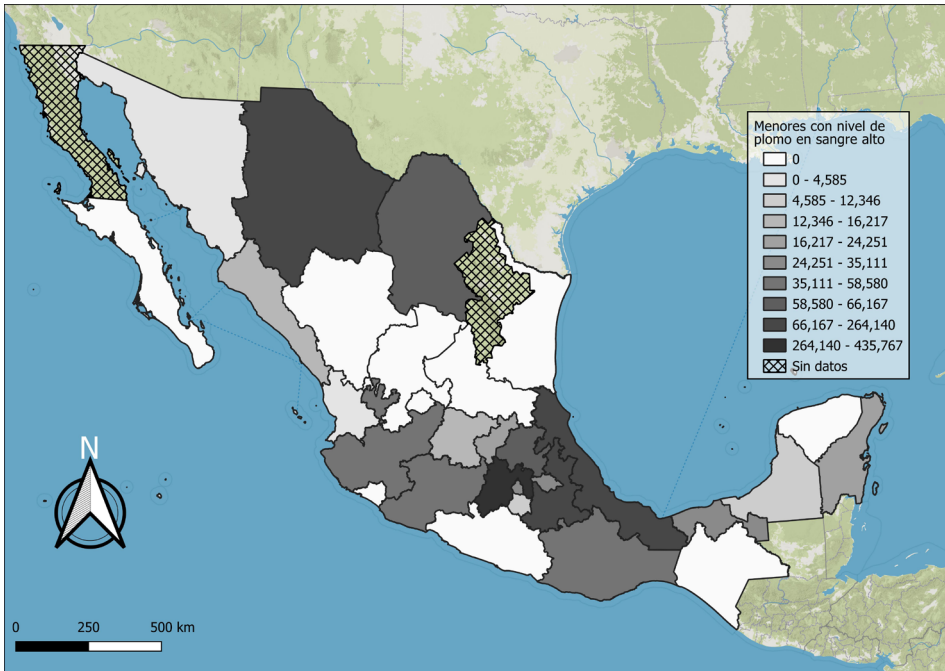 Menores con nivel de
plomo en sangre alto
0
0 - 4,585
4,585 - 12,346
12,346 - 16,217
16,217 - 24,251
24,251 - 35,111
35,111 - 58,580
58,580 - 66,167
66,167 - 264,140
264,140 - 435,767
Sin datos
N
0 250 500 km